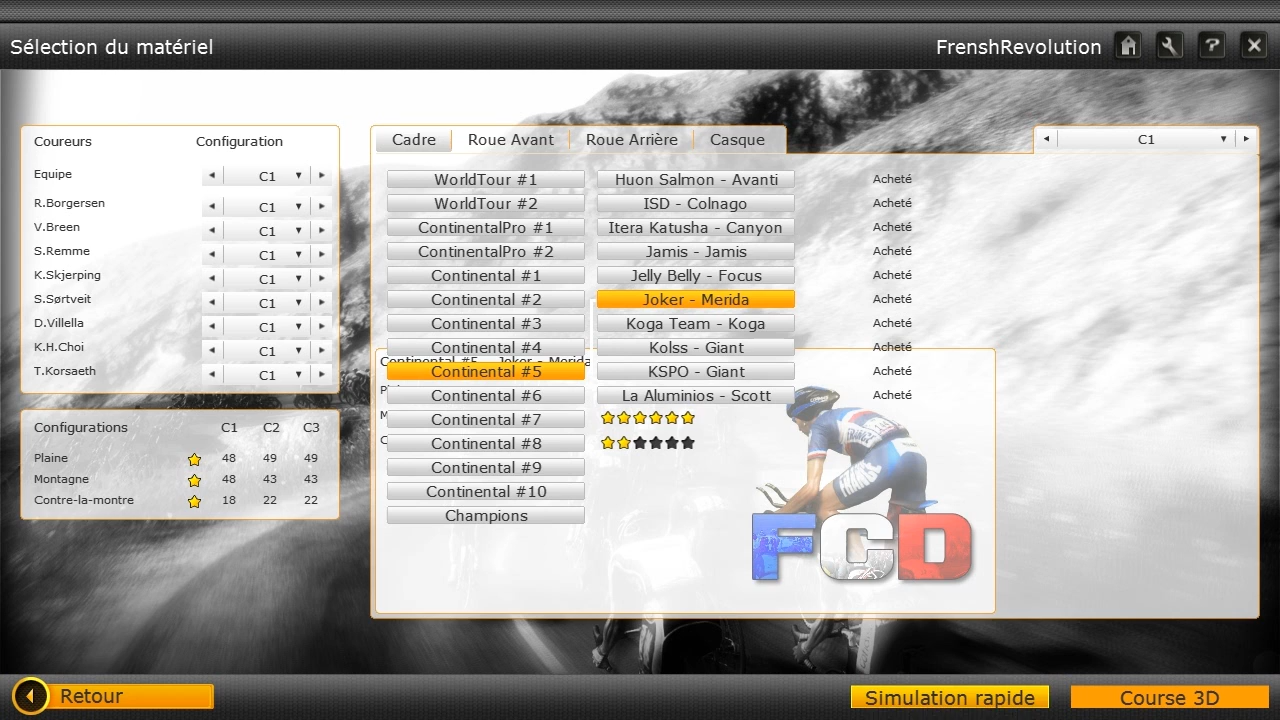 Sélection du matériel
FrenshRevolution
Coureurs Configuration
Equipe C1
R.Borgersen C1
V.Breen C1
S.Remme C1
K.Skjerping C1
S.Sørtveit C1
D.Villella C1
K.H.Choi C1
T.Korsaeth C1
Configurations C1 C2 C3
Plaine 48 49 49
Montagne 48 43 43
Contre-la-montre 18 22 22
Cadre Roue Avant Roue Arrière Casque
C1
WorldTour #1 Huon Salmon - Avanti Acheté
WorldTour #2 ISD - Colnago Acheté
ContinentalPro #1 Itera Katusha - Canyon Acheté
ContinentalPro #2 Jamis - Jamis Acheté
Continental #1 Jelly Belly - Focus Acheté
Continental #2 Joker - Merida Acheté
Continental #3 Koga Team - Koga Acheté
Continental #4 Kolss - Giant Acheté
Continental #5 - Joker - Merida
Continental #5 KSPO - Giant Acheté
Continental #6 La Aluminios - Scott Acheté
Continental #7
Continental #8
Continental #9
Continental #10
Champions
FRANCE
FCD
Retour
Simulation rapide
Course 3D